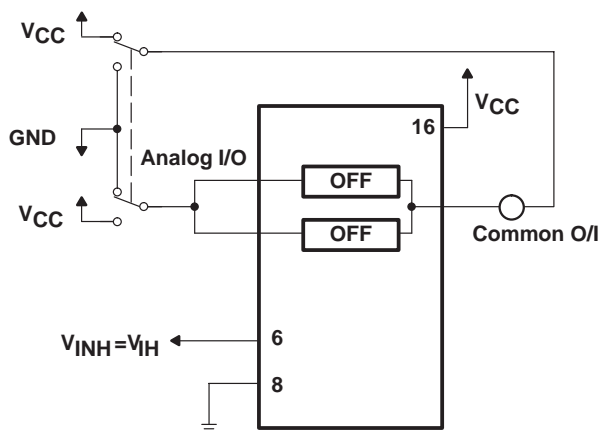 VCC
VCC
16
GND
Analog I/O
OFF
VCC
OFF
Common O/I
VINH=VIH
6
8